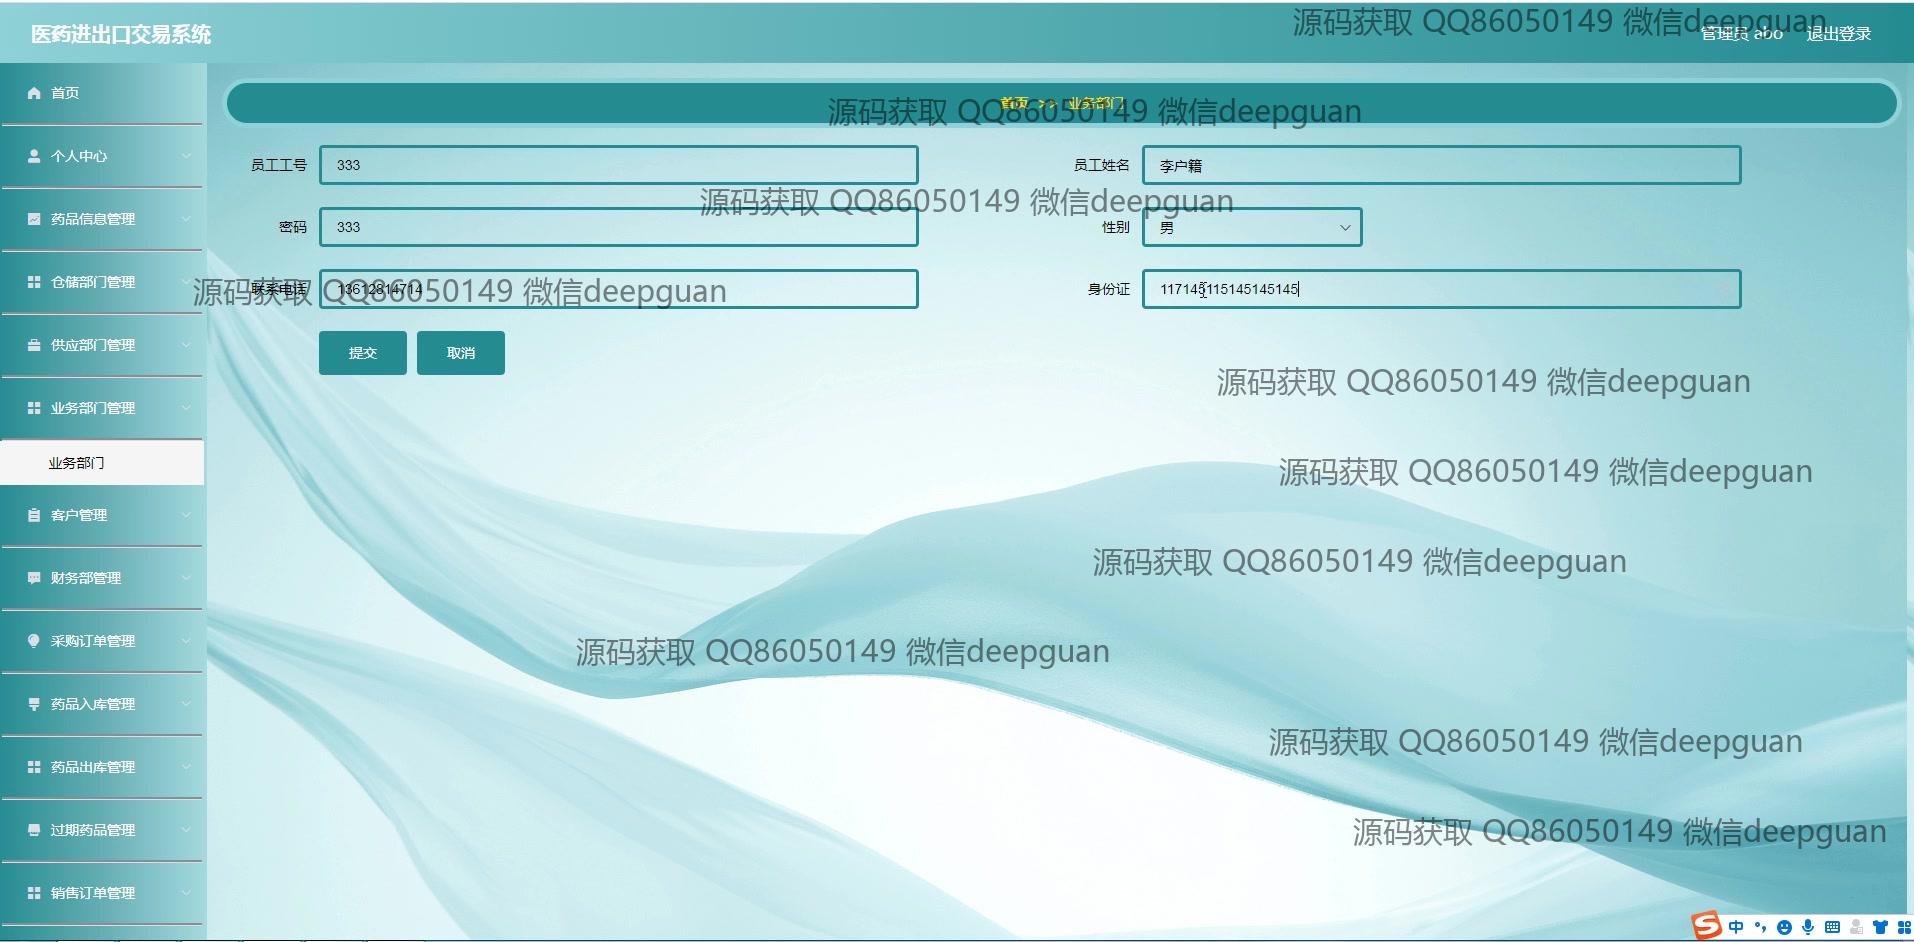 医药进出口交易系统
源码获取 QQ86050149 微信deepguan
管理员 abo
退出登录
首页
首页 >> 业务部门
源码获取 QQ86050149 微信deepguan
个人中心
员工工号 333
员工姓名 李户籍
源码获取 QQ86050149 微信deepguan
药品信息管理
密码 333
性别 男
仓储部门管理
源码获取 QQ86050149 微信deepguan
联系电话 13612814714
身份证
供应部门管理
提交
取消
源码获取 QQ86050149 微信deepguan
业务部门管理
业务部门
源码获取 QQ86050149 微信deepguan
客户管理
源码获取 QQ86050149 微信deepguan
财务部管理
采购订单管理
源码获取 QQ86050149 微信deepguan
药品入库管理
源码获取 QQ86050149 微信deepguan
药品出库管理
过期药品管理
源码获取 QQ86050149 微信deepguan
销售订单管理
S 中